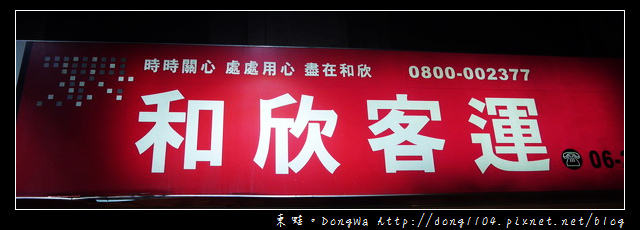 時時關心 處處用心 盡在和欣 0800-002377
和欣客運
☎ 06-
東蛙。DongWa http://dong1104.pixnet.net/blog